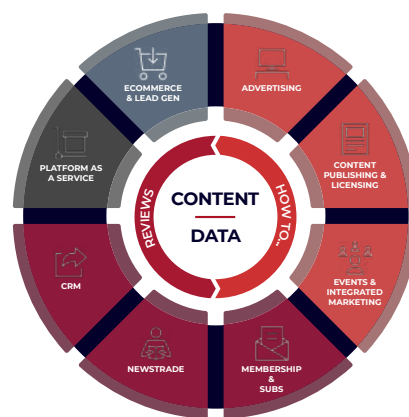 ECOMMERCE
& LEAD GEN
ADVERTISING
PLATFORM AS
A SERVICE
CONTENT
PUBLISHING &
LICENSING
REVIEWS
CONTENT
DATA
HOW TO...
CRM
EVENTS &
INTEGRATED
MARKETING
NEWSTRADE
MEMBERSHIP
&
SUBS